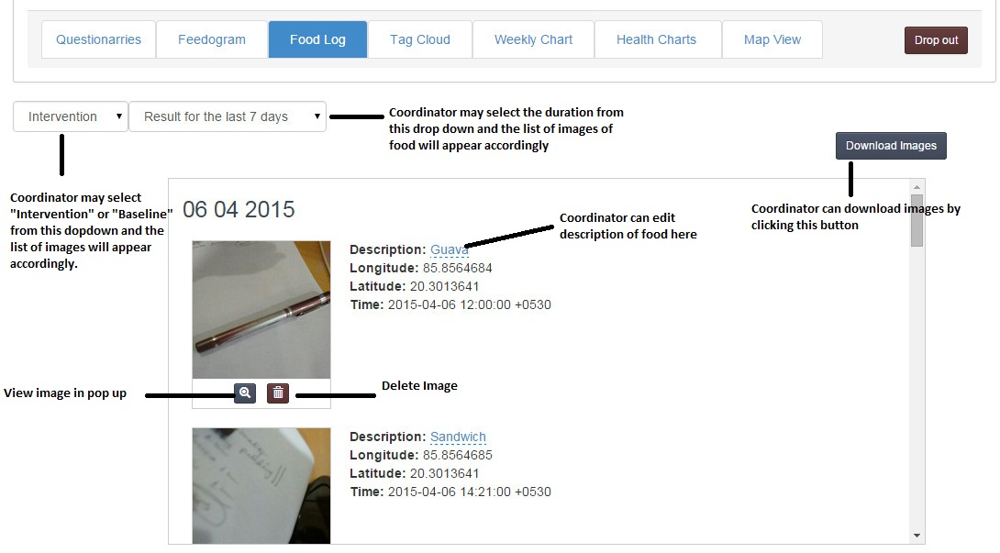 Questionarries Feedogram Food Log Tag Cloud Weekly Chart Health Charts Map View Drop out
Intervention Result for the last 7 days
Coordinator may select the duration from
this drop down and the list of images of
food will appear accordingly
Download Images
Coordinator may select
"Intervention" or "Baseline"
from this dopdown and the
list of images will appear
accordingly.
Coordinator can download images by
clicking this button
06 04 2015
Coordinator can edit
description of food here
Description: Guava
Longitude: 85.8564684
Latitude: 20.3013641
Time: 2015-04-06 12:00:00 +0530
View image in pop up
Delete Image
Description: Sandwich
Longitude: 85.8564685
Latitude: 20.3013641
Time: 2015-04-06 14:21:00 +0530